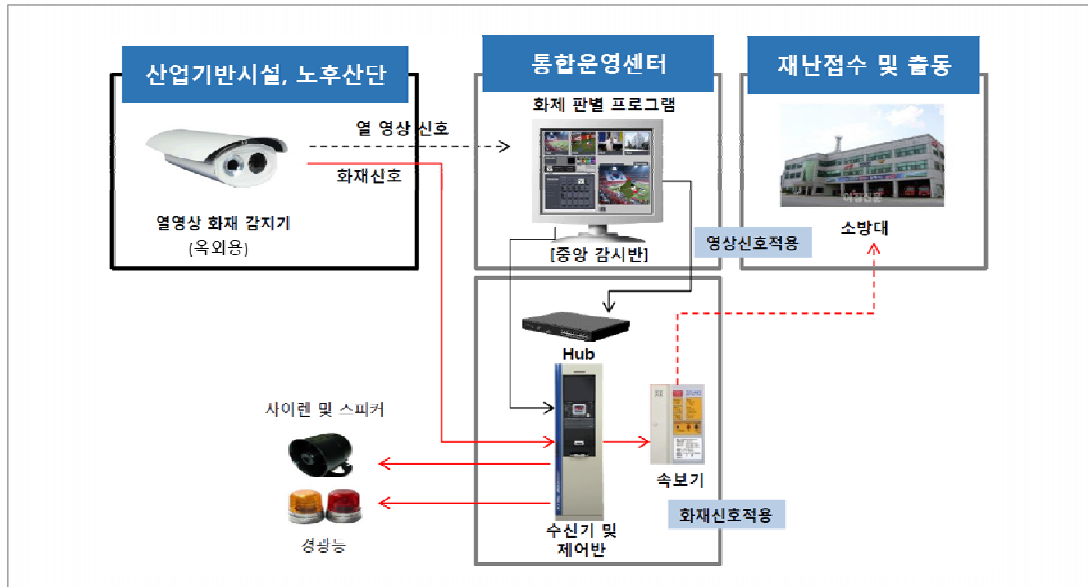 산업기반시설, 노후산단
통합운영센터
재난접수 및 출동
화제 판별 프로그램
열 영상 신호
화재신호
열영상 화재 감지기
(옥외용)
[중앙 감시반]
영상신호적용
소방대
Hub
사이렌 및 스피커
속보기
화재신호적용
수신기 및
제어반
경광등